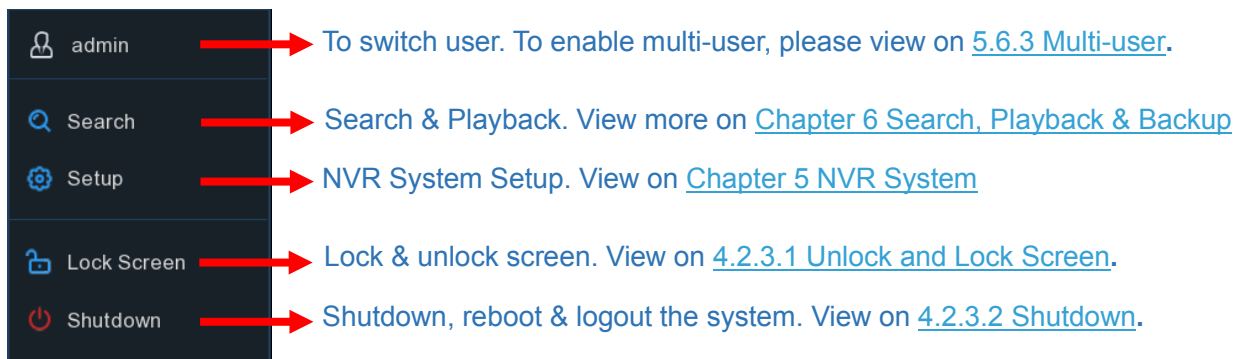 admin To switch user. To enable multi-user, please view on 5.6.3 Multi-user.
Search Search & Playback. View more on Chapter 6 Search, Playback & Backup
Setup NVR System Setup. View on Chapter 5 NVR System
Lock Screen Lock & unlock screen. View on 4.2.3.1 Unlock and Lock Screen.
Shutdown Shutdown, reboot & logout the system. View on 4.2.3.2 Shutdown.